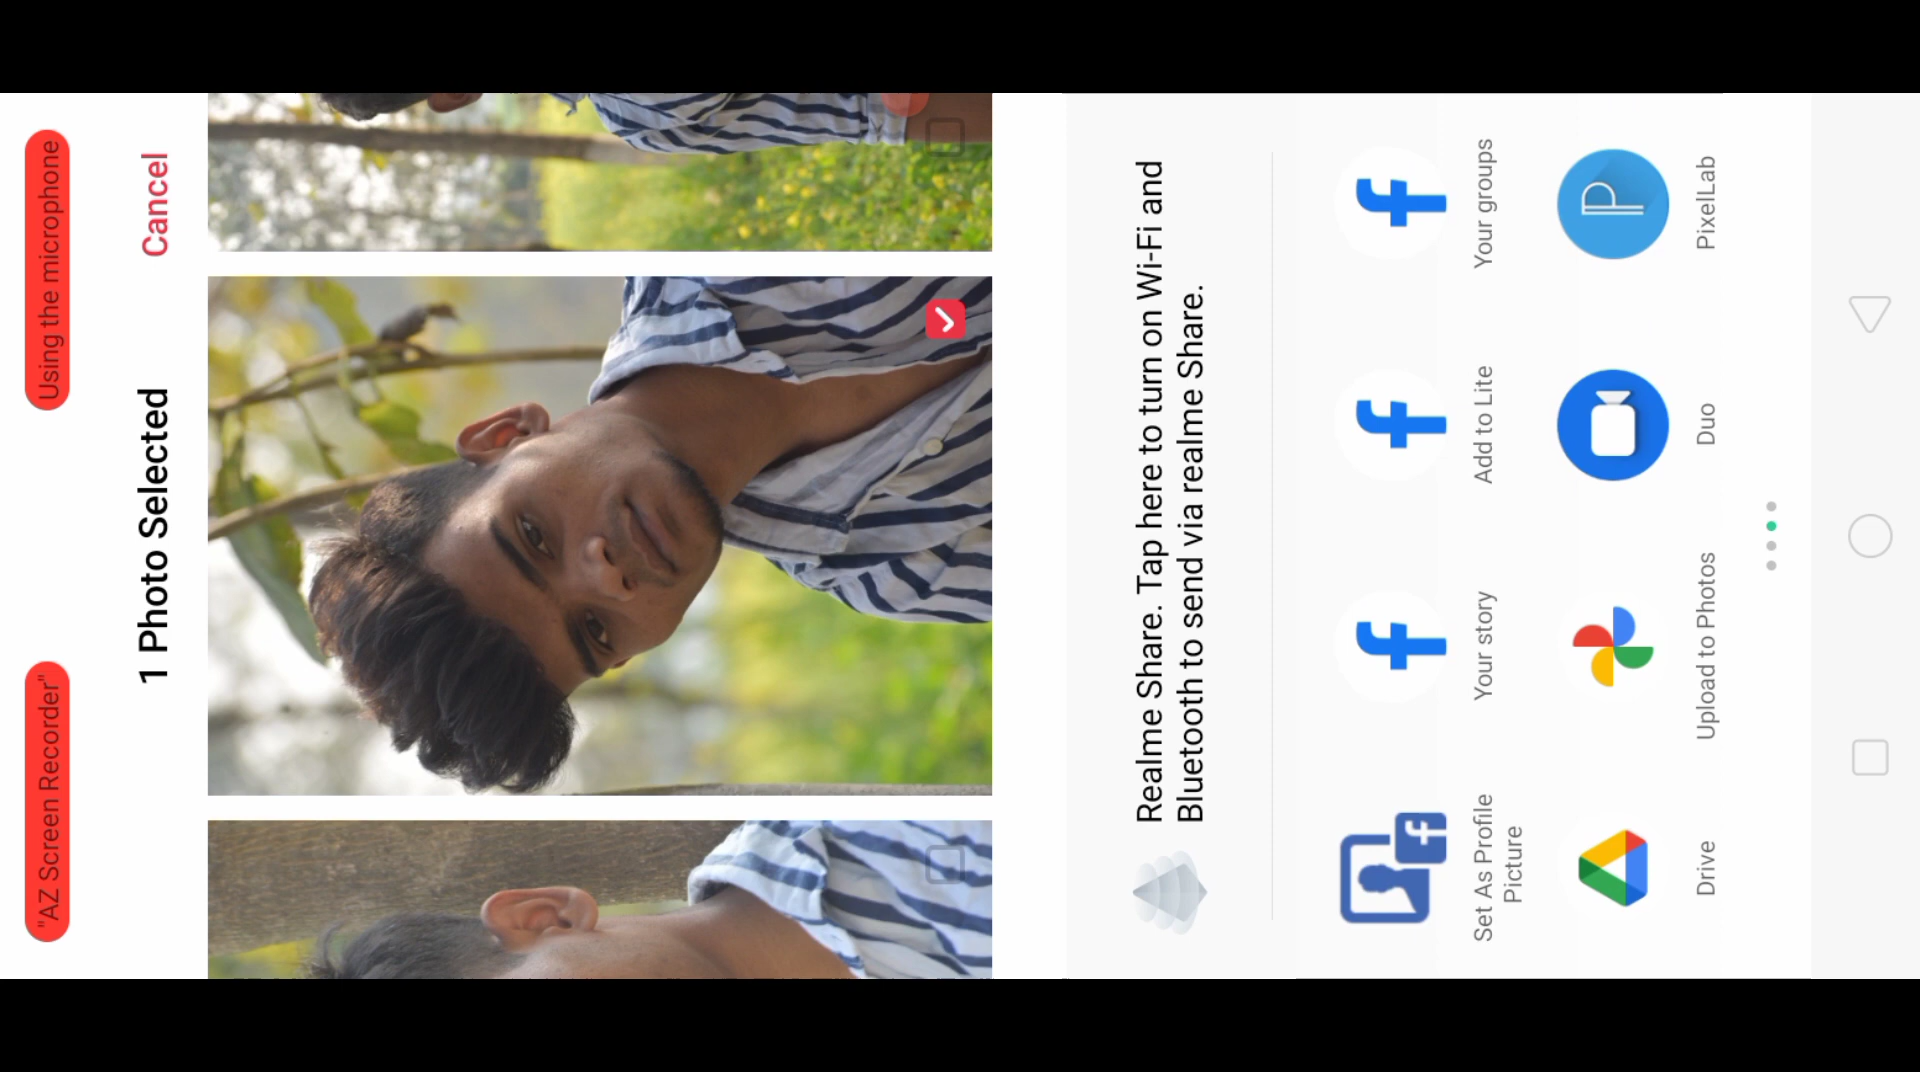 "AZ Screen Recorder"
Using the microphone
1 Photo Selected
Cancel
Realme Share. Tap here to turn on Wi-Fi and
Bluetooth to send via realme Share.
Set As Profile
Picture
Your story
Add to Lite
Your groups
Drive
Upload to Photos
Duo
PixelLab